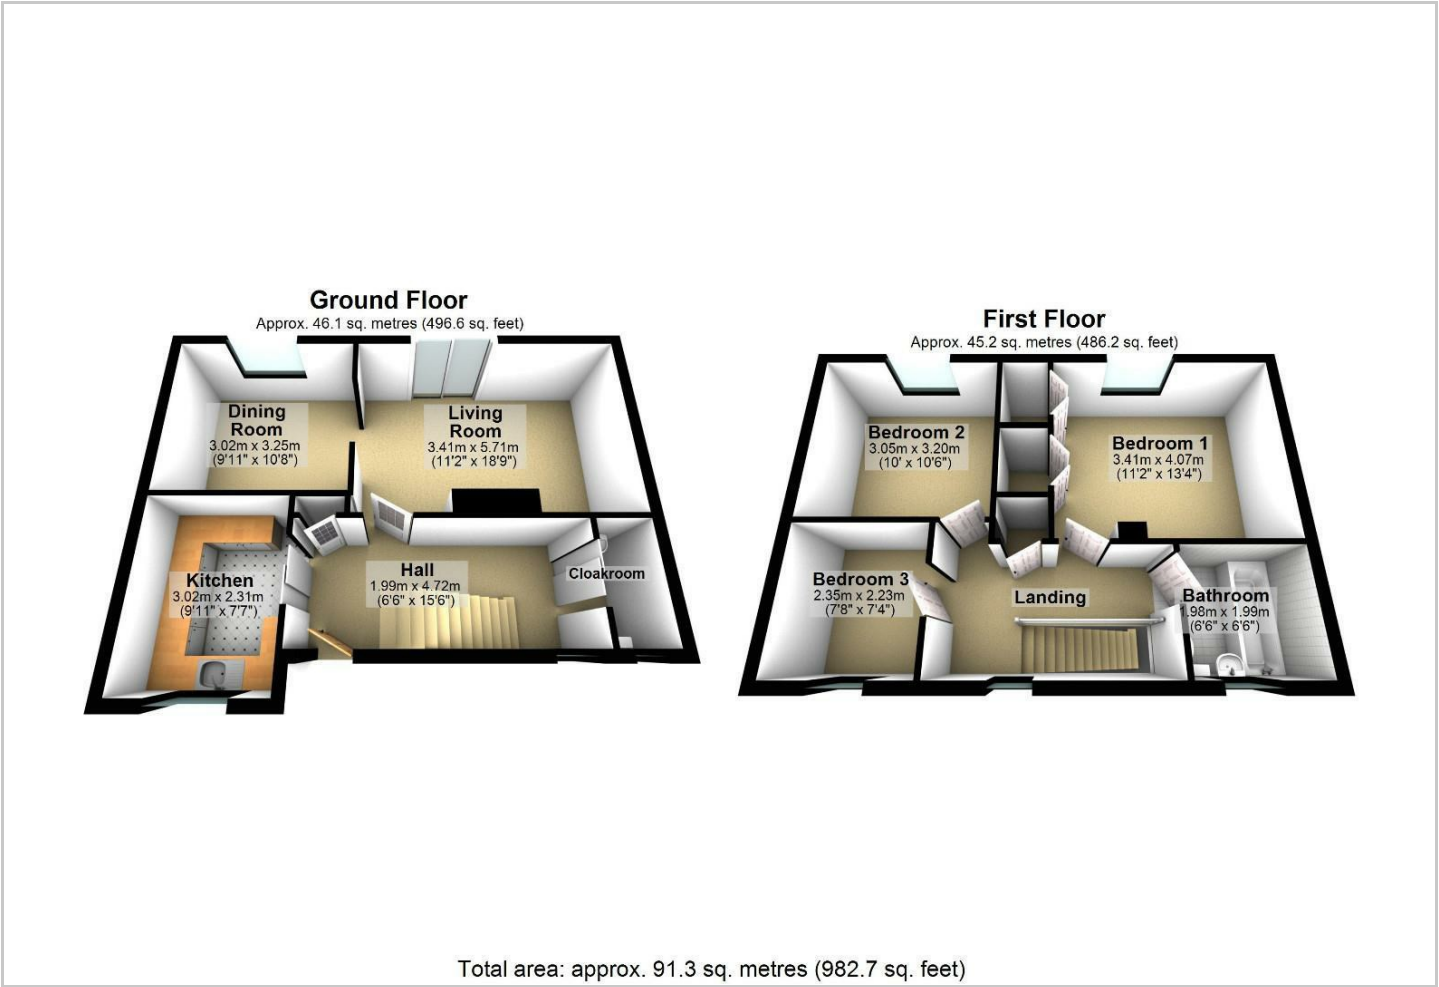 Ground Floor
Approx. 46.1 sq. metres (496.6 sq. feet)
Dining
Room
3.02m x 3.25m
(9'11" x 10'8")
Living
Room
3.41m x 5.71m
(11'2" x 18'9")
Kitchen
3.02m x 2.31m
(9'11" x 7'7")
Hall
1.99m x 4.72m
(6'6" x 15'6")
Cloakroom
First Floor
Approx. 45.2 sq. metres (486.2 sq. feet)
Bedroom 2
3.05m x 3.20m
(10' x 10'6")
Bedroom 1
3.41m x 4.07m
(11'2" x 13'4")
Bedroom 3
2.35m x 2.23m
(7'8" x 7'4")
Landing
Bathroom
1.98m x 1.99m
(6'6" x 6'6")
Total area: approx. 91.3 sq. metres (982.7 sq. feet)